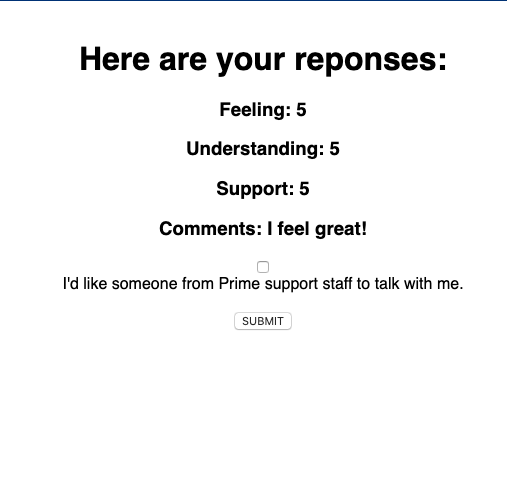 Here are your reponses:
Feeling: 5
Understanding: 5
Support: 5
Comments: I feel great!
I'd like someone from Prime support staff to talk with me.
SUBMIT